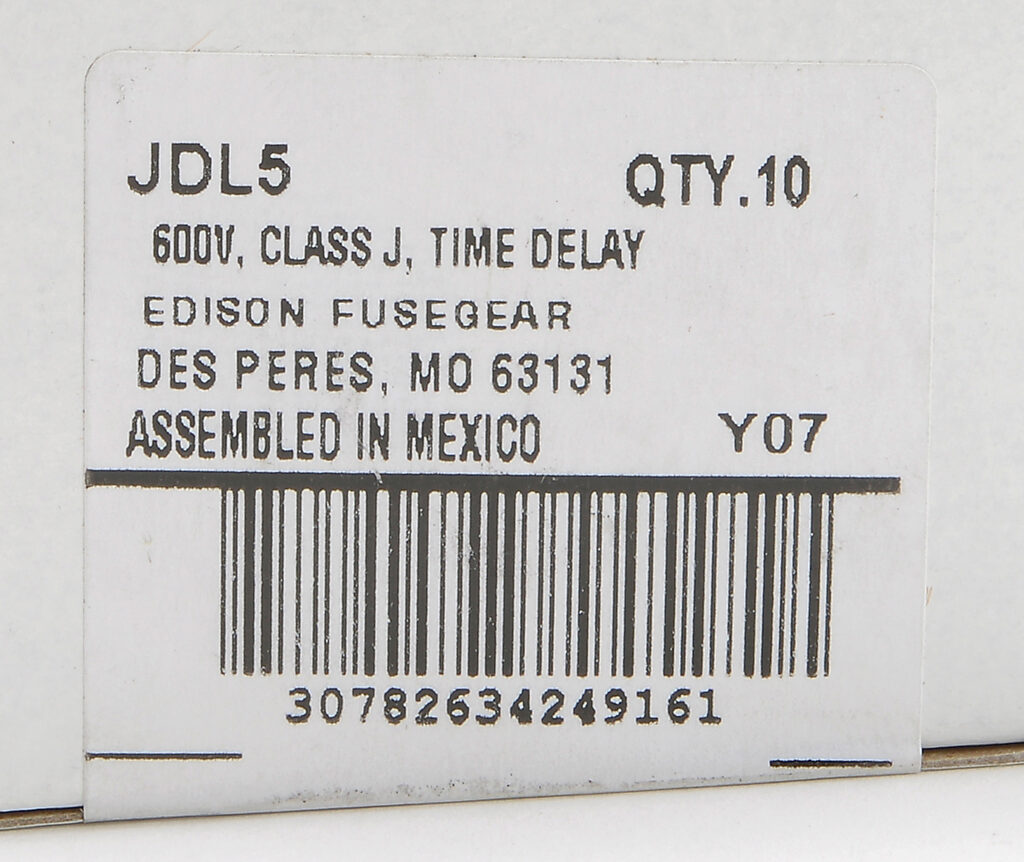 JDL5 QTY.10
600V, CLASS J, TIME DELAY
EDISON FUSEGEAR
DES PERES, MO 63131
ASSEMBLED IN MEXICO Y07
30782634249161